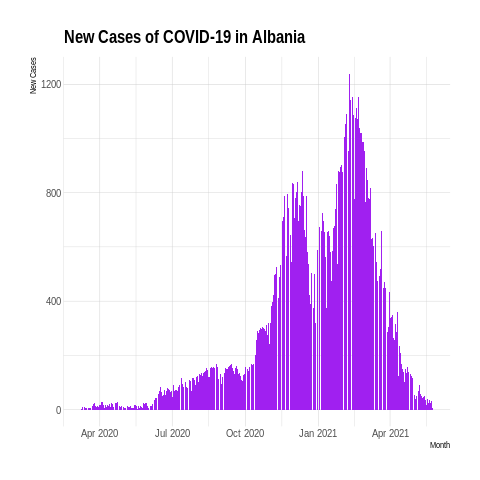 New Cases of COVID-19 in Albania
New Cases
1200
800
400
0
Apr 2020 Jul 2020 Oct 2020 Jan 2021 Apr 2021
Month